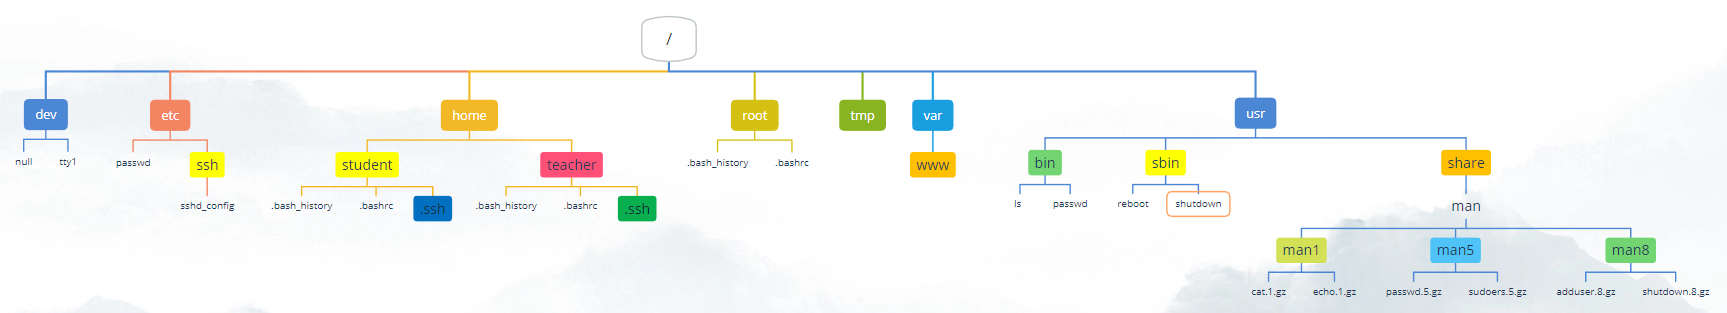 /
dev etc home root tmp var usr
null tty1 passwd ssh student teacher .bash_history .bashrc www bin sbin share
sshd_config .bash_history .bashrc .ssh .bash_history .bashrc .ssh ls passwd reboot shutdown man
man1 man5 man8
cat.1.gz echo.1.gz passwd.5.gz sudoers.5.gz adduser.8.gz shutdown.8.gz